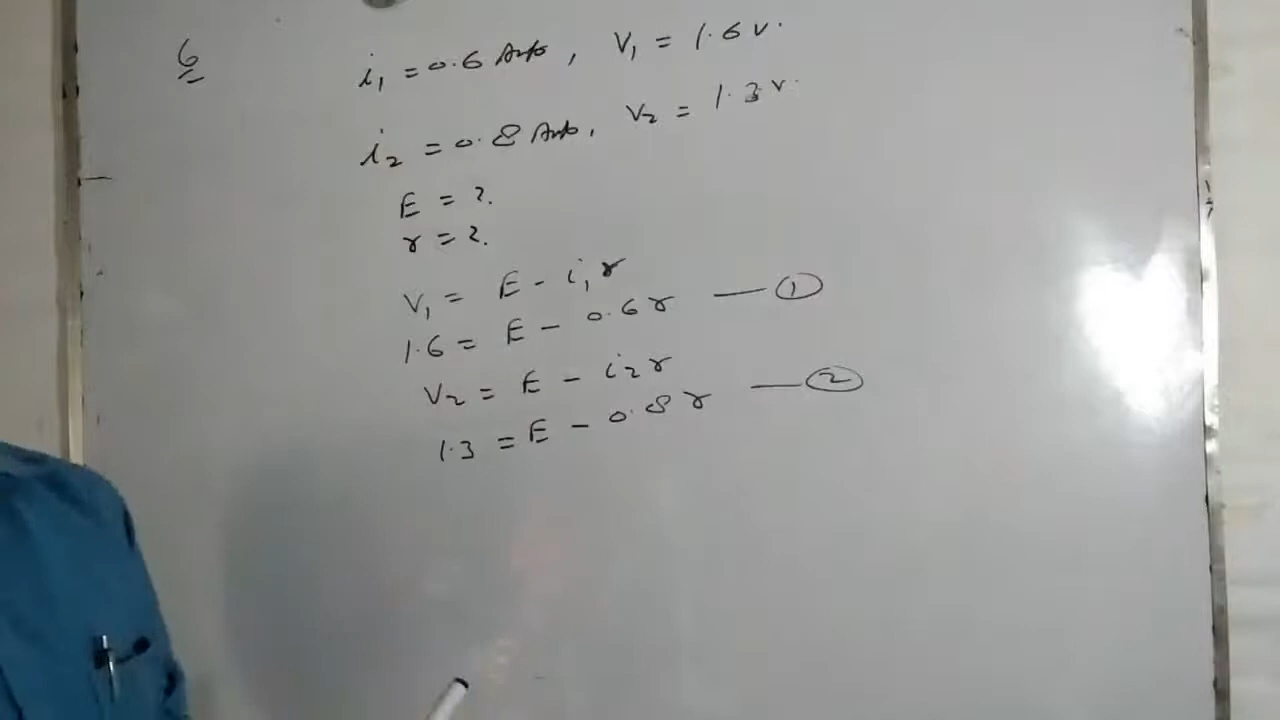 6
i₁ = 0.6 Amp, V₁ = 1.6 V.
i₂ = 0.8 Amp, V₂ = 1.3 V.
E = ?.
r = ?.
V₁ = E - i₁r
1.6 = E - 0.6r — ①
V₂ = E - i₂r
1.3 = E - 0.8r — ②